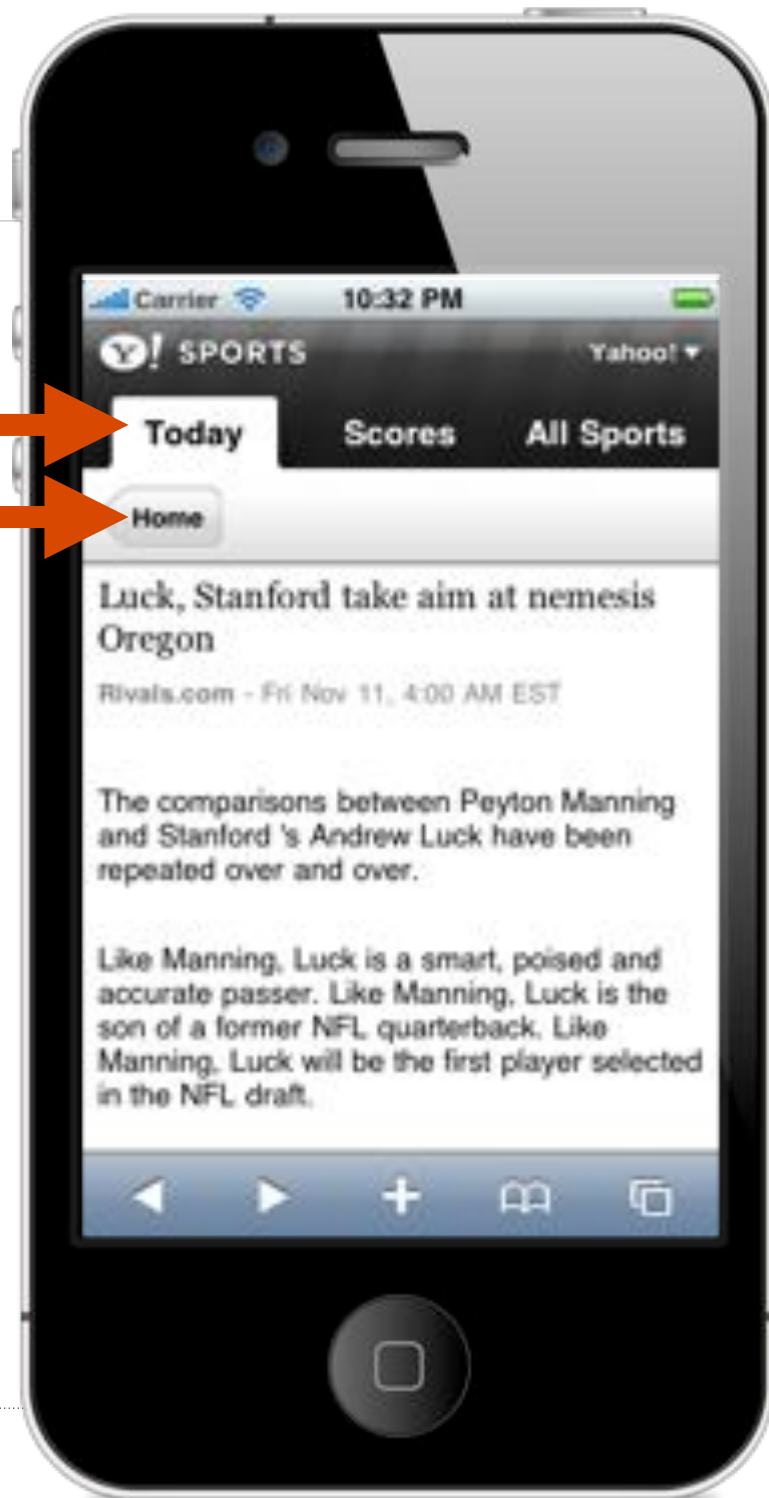 Carrier 10:32 PM
Y! SPORTS Yahoo! ▾
Today Scores All Sports
Home
Luck, Stanford take aim at nemesis
Oregon
Rivals.com - Fri Nov 11, 4:00 AM EST
The comparisons between Peyton Manning
and Stanford 's Andrew Luck have been
repeated over and over.
Like Manning, Luck is a smart, poised and
accurate passer. Like Manning, Luck is the
son of a former NFL quarterback. Like
Manning, Luck will be the first player selected
in the NFL draft.